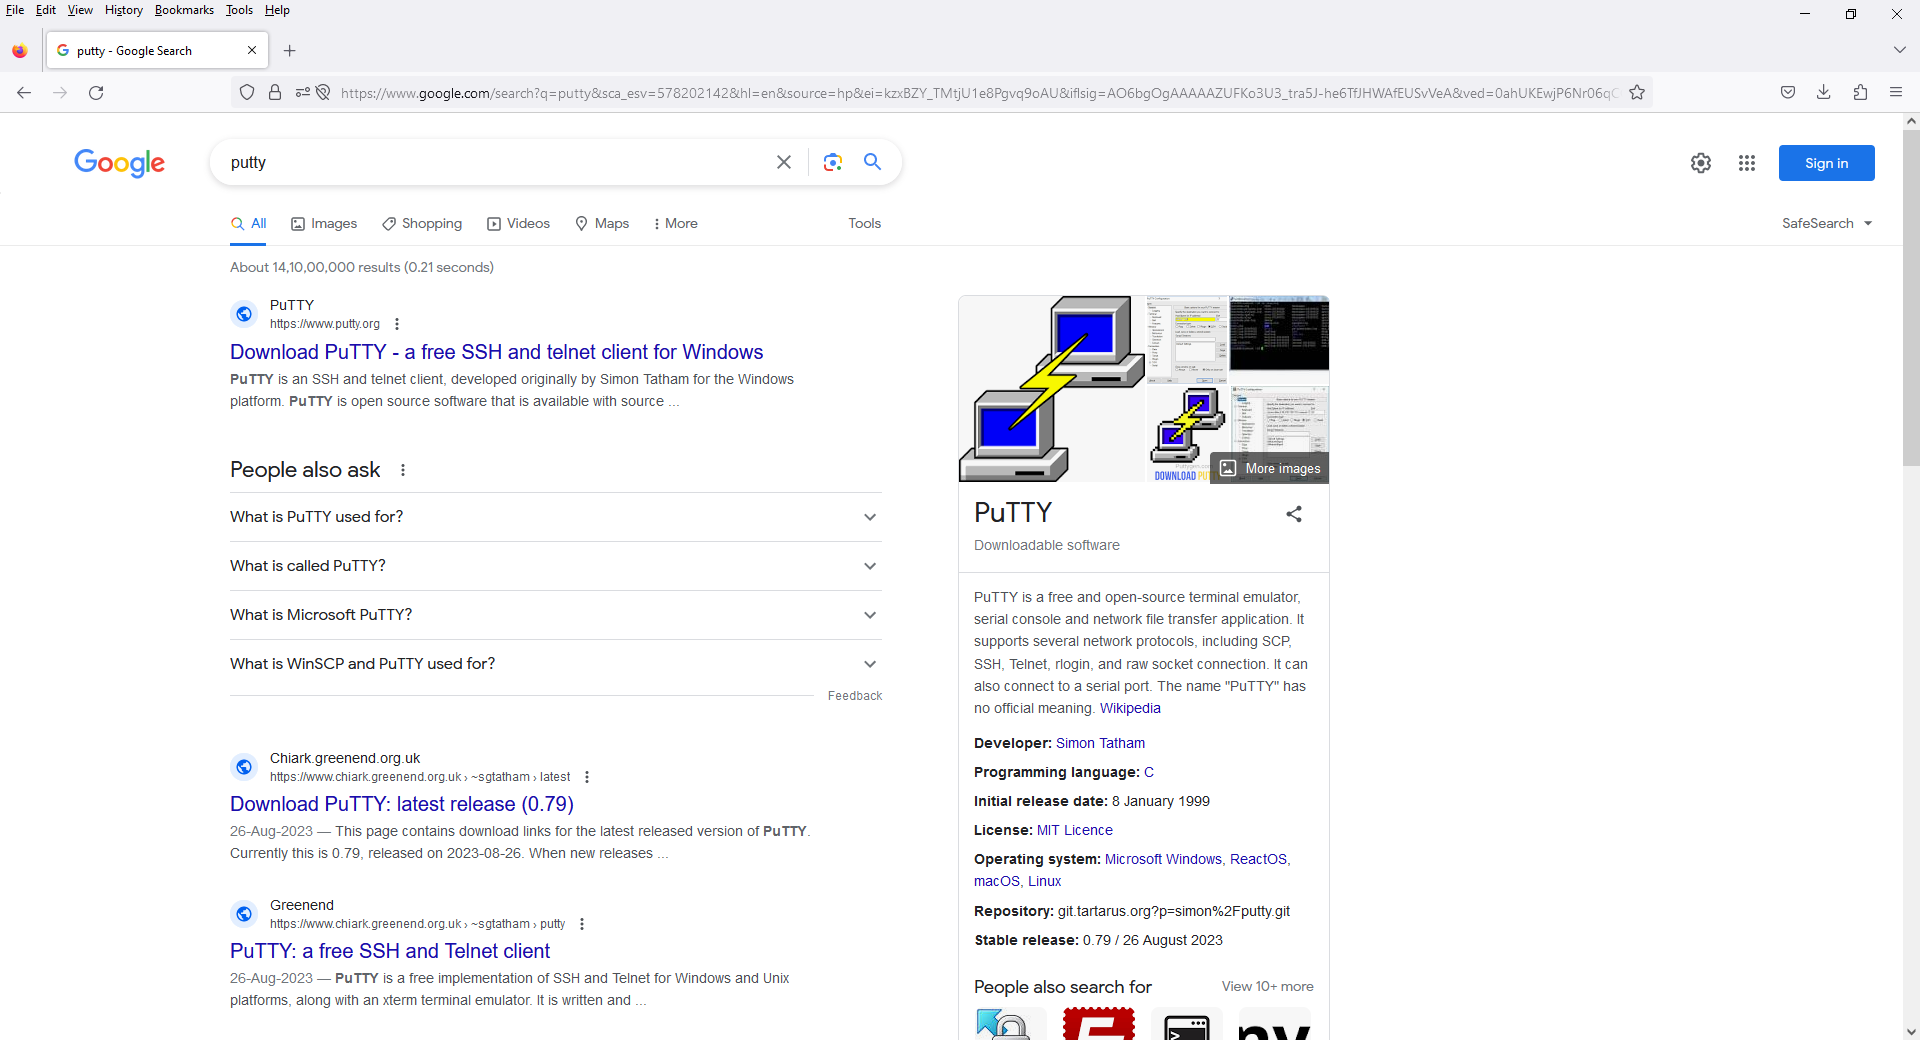 File Edit View History Bookmarks Tools Help
putty - Google Search
https://www.google.com/search?q=putty&sca_esv=578202142&hl=en&source=hp&ei=kzxBZY_TMtjU1e8Pgvq9oAU&iflsig=AO6bgOgAAAAAZUFKo3U3_tra5J-he6TfJHWAfEUSvVeA&ved=0ahUKEwjP6Nr06qC
Google
putty
Sign in
All Images Shopping Videos Maps More Tools SafeSearch
About 14,10,00,000 results (0.21 seconds)
PuTTY
https://www.putty.org
Download PuTTY - a free SSH and telnet client for Windows
PuTTY is an SSH and telnet client, developed originally by Simon Tatham for the Windows
platform. PuTTY is open source software that is available with source ...
People also ask
What is PuTTY used for?
What is called PuTTY?
What is Microsoft PuTTY?
What is WinSCP and PuTTY used for?
Feedback
Chiark.greenend.org.uk
https://www.chiark.greenend.org.uk › ~sgtatham › latest
Download PuTTY: latest release (0.79)
26-Aug-2023 — This page contains download links for the latest released version of PuTTY.
Currently this is 0.79, released on 2023-08-26. When new releases ...
Greenend
https://www.chiark.greenend.org.uk › ~sgtatham › putty
PuTTY: a free SSH and Telnet client
26-Aug-2023 — PuTTY is a free implementation of SSH and Telnet for Windows and Unix
platforms, along with an xterm terminal emulator. It is written and ...
DOWNLOAD
More images
PuTTY
Downloadable software
PuTTY is a free and open-source terminal emulator,
serial console and network file transfer application. It
supports several network protocols, including SCP,
SSH, Telnet, rlogin, and raw socket connection. It can
also connect to a serial port. The name "PuTTY" has
no official meaning. Wikipedia
Developer: Simon Tatham
Programming language: C
Initial release date: 8 January 1999
License: MIT Licence
Operating system: Microsoft Windows, ReactOS,
macOS, Linux
Repository: git.tartarus.org?p=simon%2Fputty.git
Stable release: 0.79 / 26 August 2023
People also search for
View 10+ more